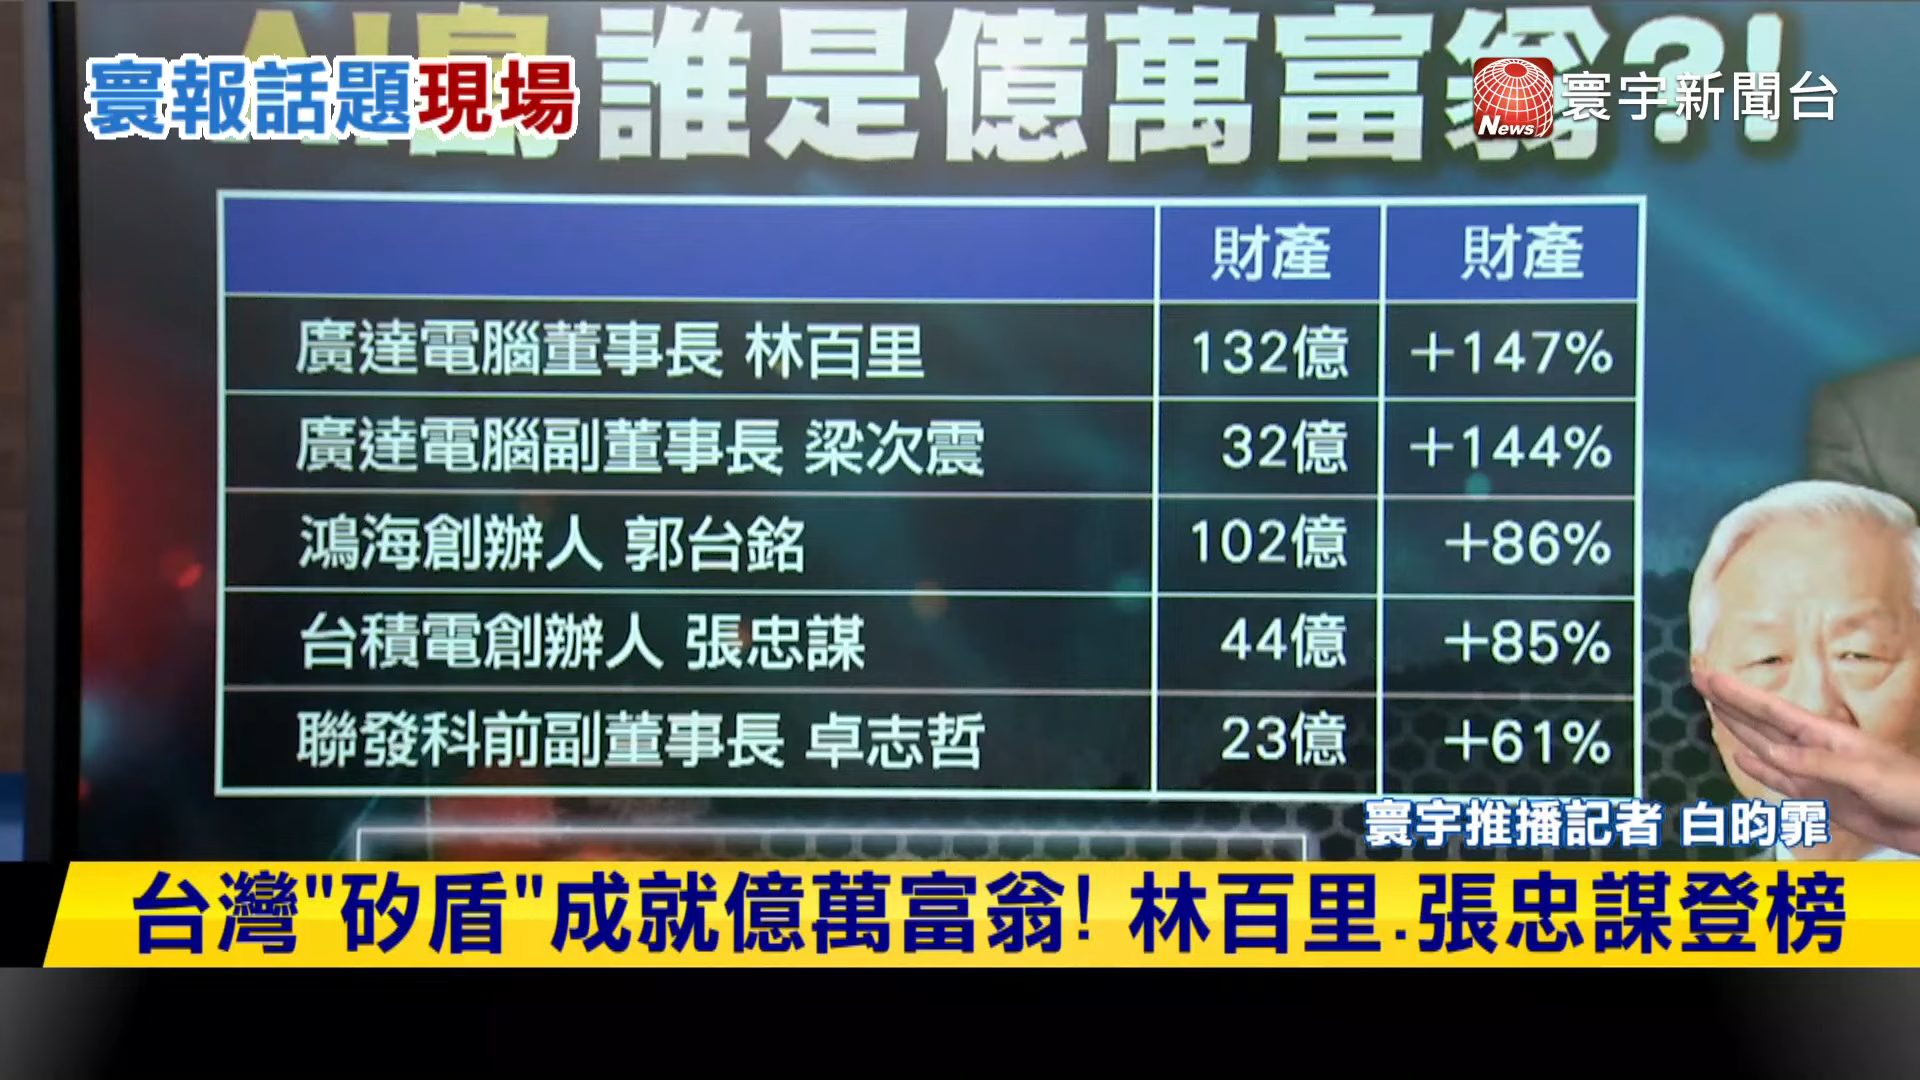 AI島 誰是億萬富翁?!
寰報話題現場
News 寰宇新聞台
財產 財產
廣達電腦董事長 林百里 132億 +147%
廣達電腦副董事長 梁次震 32億 +144%
鴻海創辦人 郭台銘 102億 +86%
台積電創辦人 張忠謀 44億 +85%
聯發科前副董事長 卓志哲 23億 +61%
寰宇推播記者 白昀霏
台灣"矽盾"成就億萬富翁! 林百里.張忠謀登榜